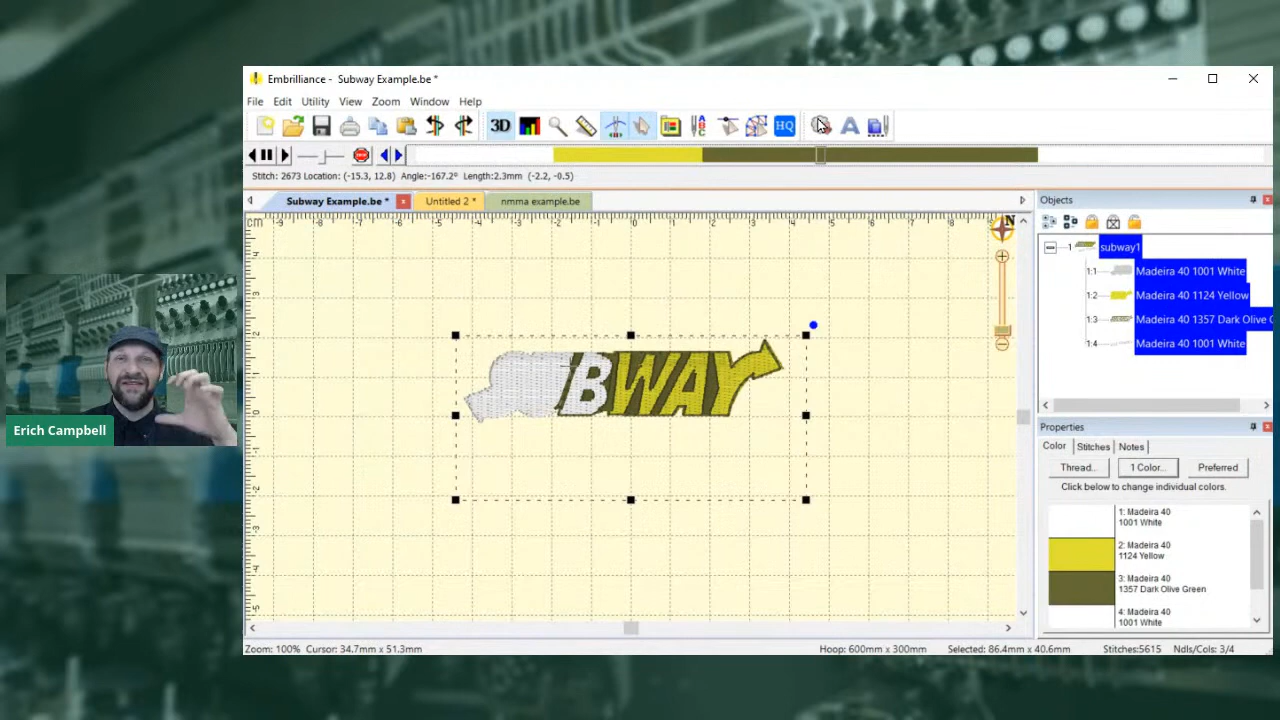 Embrilliance - Subway Example.be *
File Edit Utility View Zoom Window Help
3D HQ
Stitch: 2673 Location: (-15.3, 12.8) Angle:-167.2° Length:2.3mm (-2.2, -0.5)
Subway Example.be * Untitled 2 * nmma example.be
Objects
cm
N
1 subway1
1:1 Madeira 40 1001 White
1:2 Madeira 40 1124 Yellow
1:3 Madeira 40 1357 Dark Olive
1:4 Madeira 40 1001 White
BWAY
Erich Campbell
Properties
Color Stitches Notes
Thread... 1 Color... Preferred
Click below to change individual colors.
1: Madeira 40
1001 White
2: Madeira 40
1124 Yellow
3: Madeira 40
1357 Dark Olive Green
4: Madeira 40
1001 White
Zoom: 100% Cursor: 34.7mm x 51.3mm Hoop: 600mm x 300mm Selected: 86.4mm x 40.6mm Stitches:5615 Ndls/Cols: 3/4